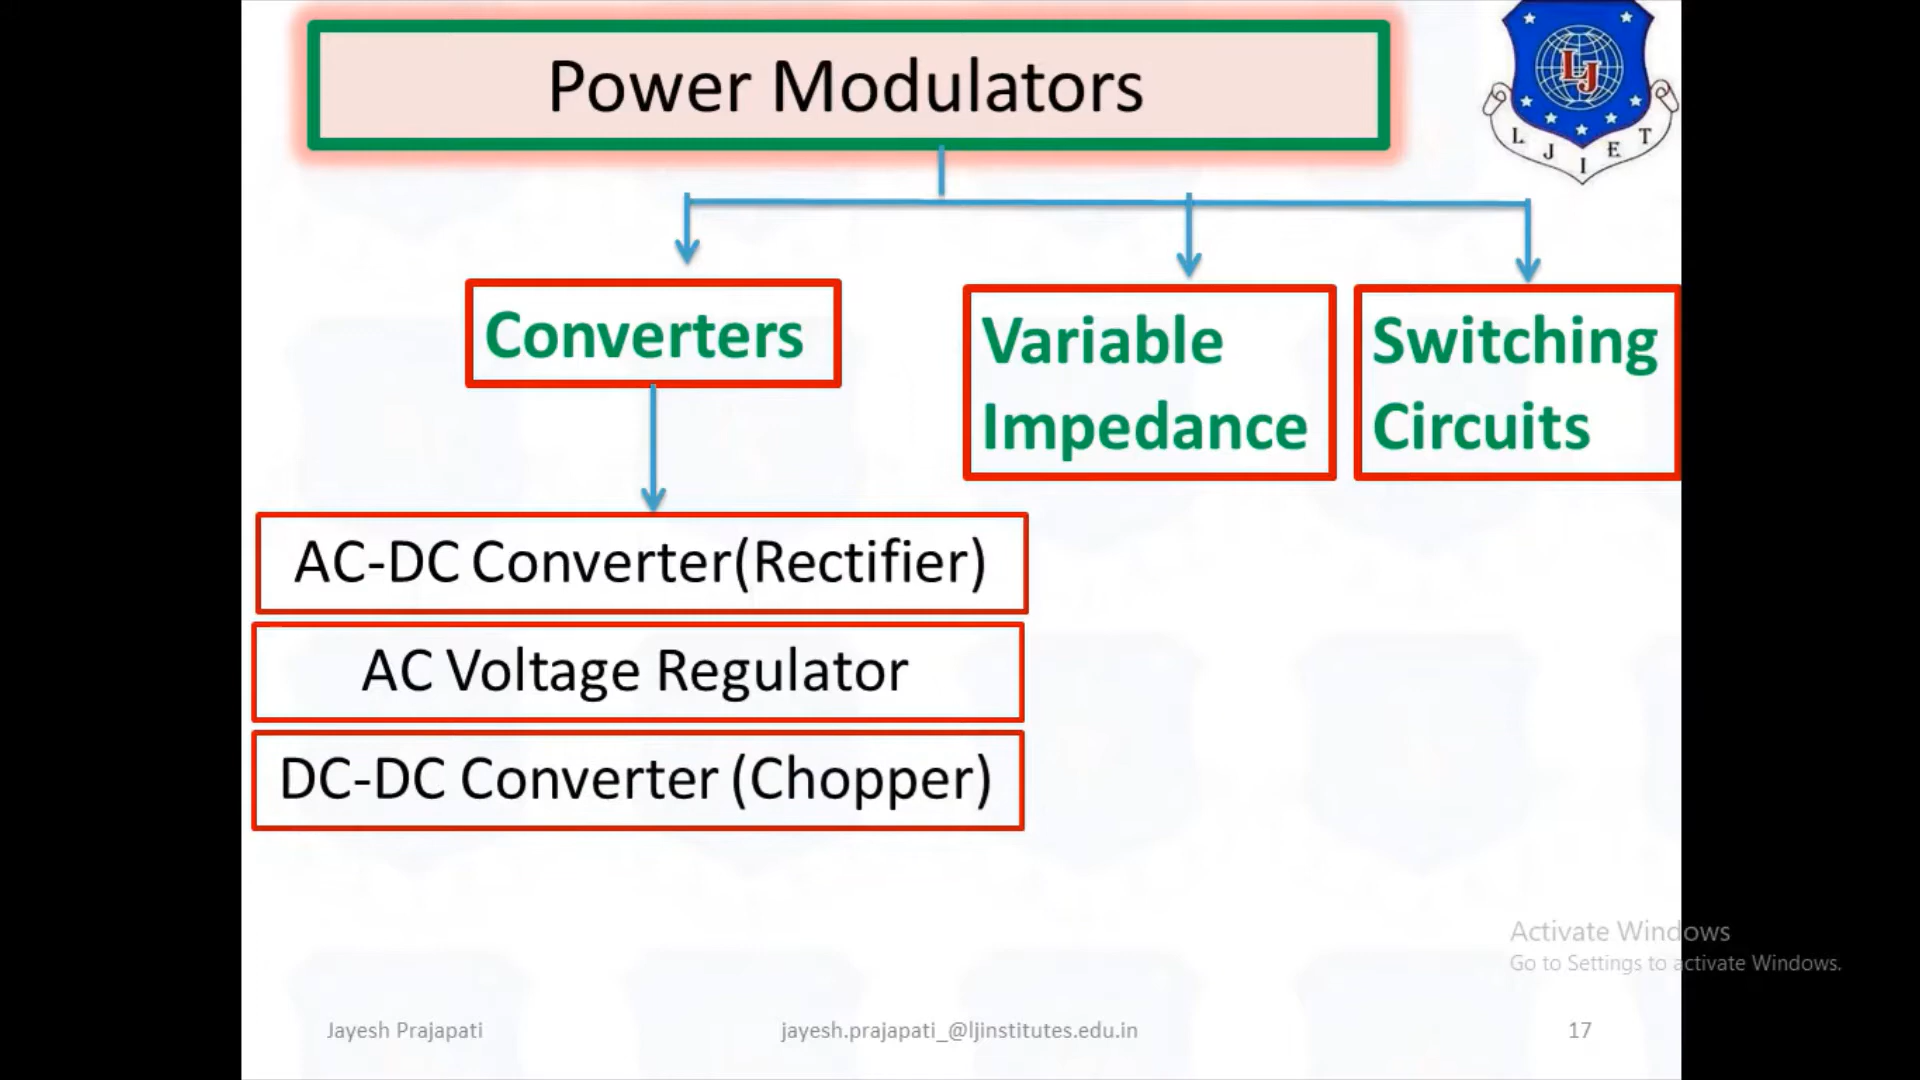 Power Modulators
LJ
L J I E T
Converters
Variable
Impedance
Switching
Circuits
AC-DC Converter(Rectifier)
AC Voltage Regulator
DC-DC Converter (Chopper)
Activate Windows
Go to Settings to activate Windows.
Jayesh Prajapati
jayesh.prajapati_@ljinstitutes.edu.in
17